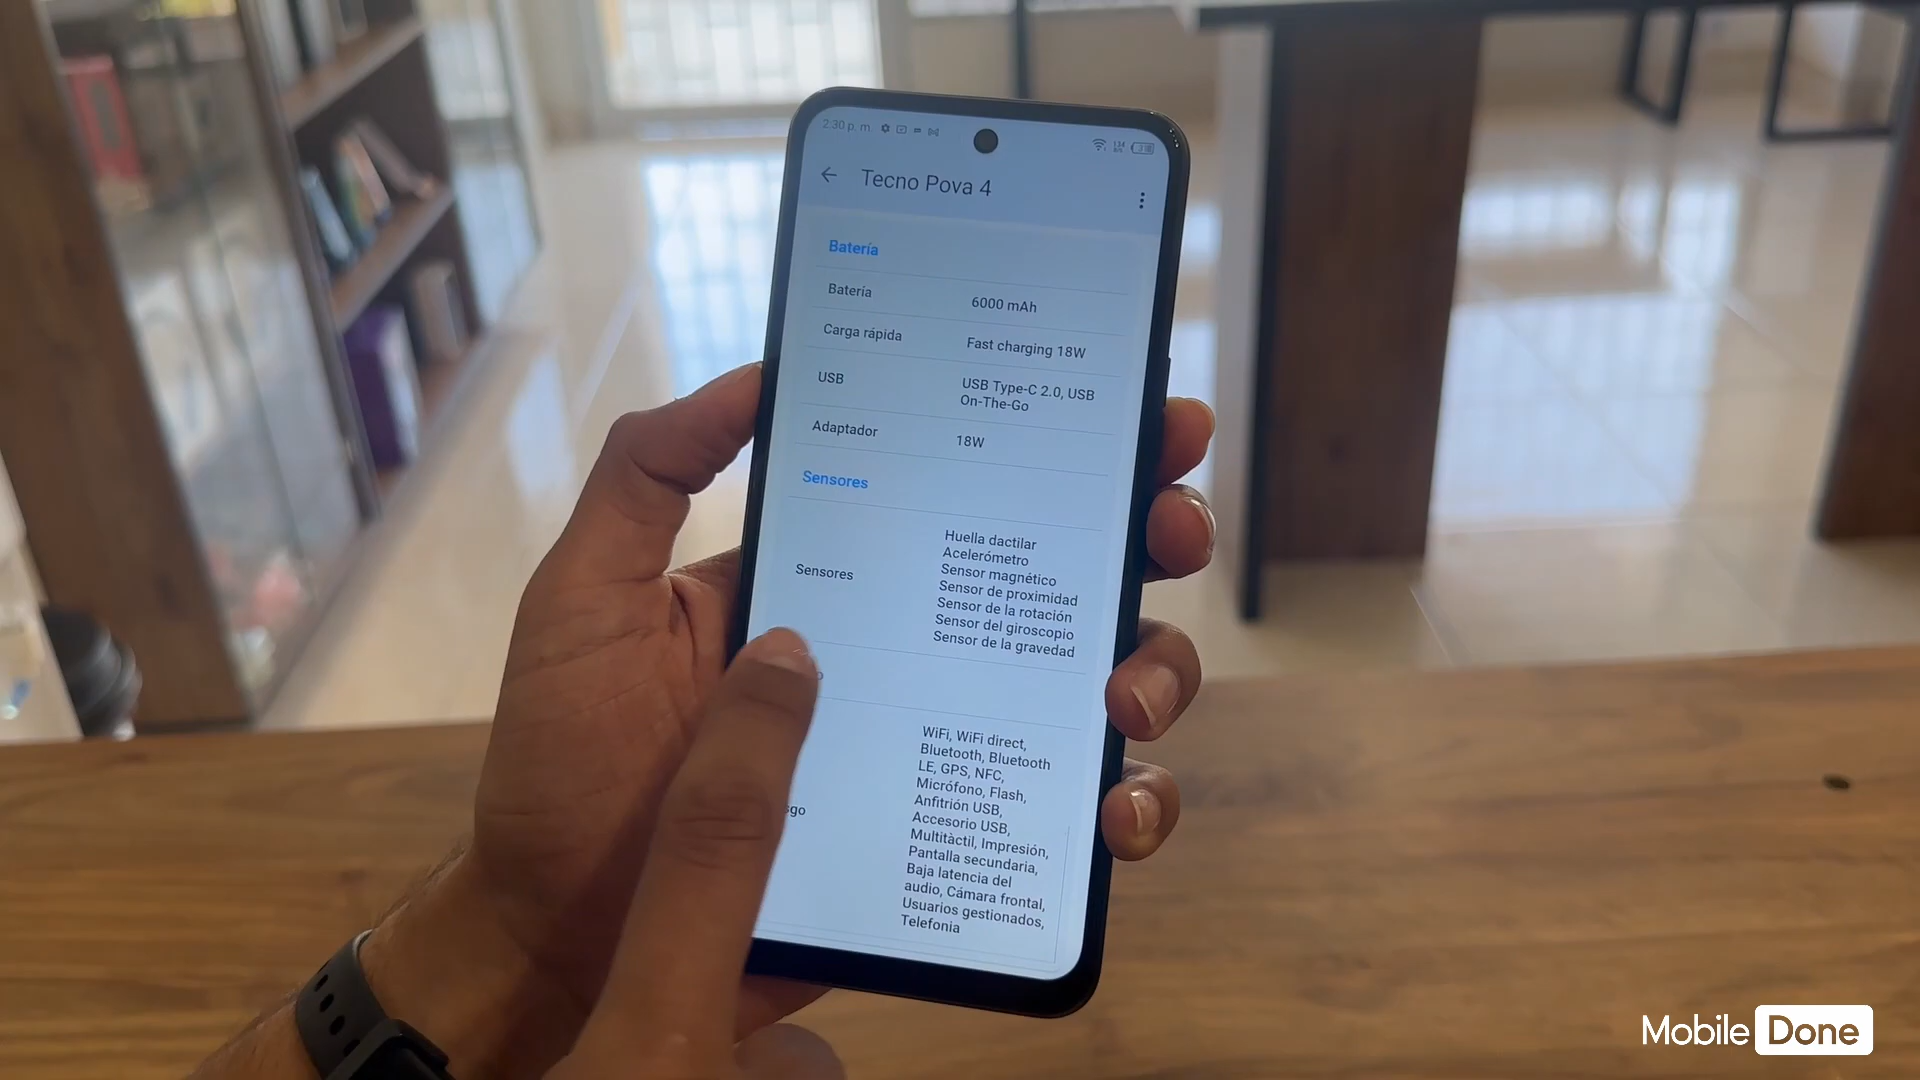 2:30 p. m.
Tecno Pova 4
Batería
Batería
6000 mAh
Carga rápida
Fast charging 18W
USB
USB Type-C 2.0, USB
On-The-Go
Adaptador
18W
Sensores
Sensores
Huella dactilar
Acelerómetro
Sensor magnético
Sensor de proximidad
Sensor de la rotación
Sensor del giroscopio
Sensor de la gravedad
o
sgo
WiFi, WiFi direct,
Bluetooth, Bluetooth
LE, GPS, NFC,
Micrófono, Flash,
Anfitrión USB,
Accesorio USB,
Multitàctil, Impresión,
Pantalla secundaria,
Baja latencia del
audio, Cámara frontal,
Usuarios gestionados,
Telefonia
Mobile Done